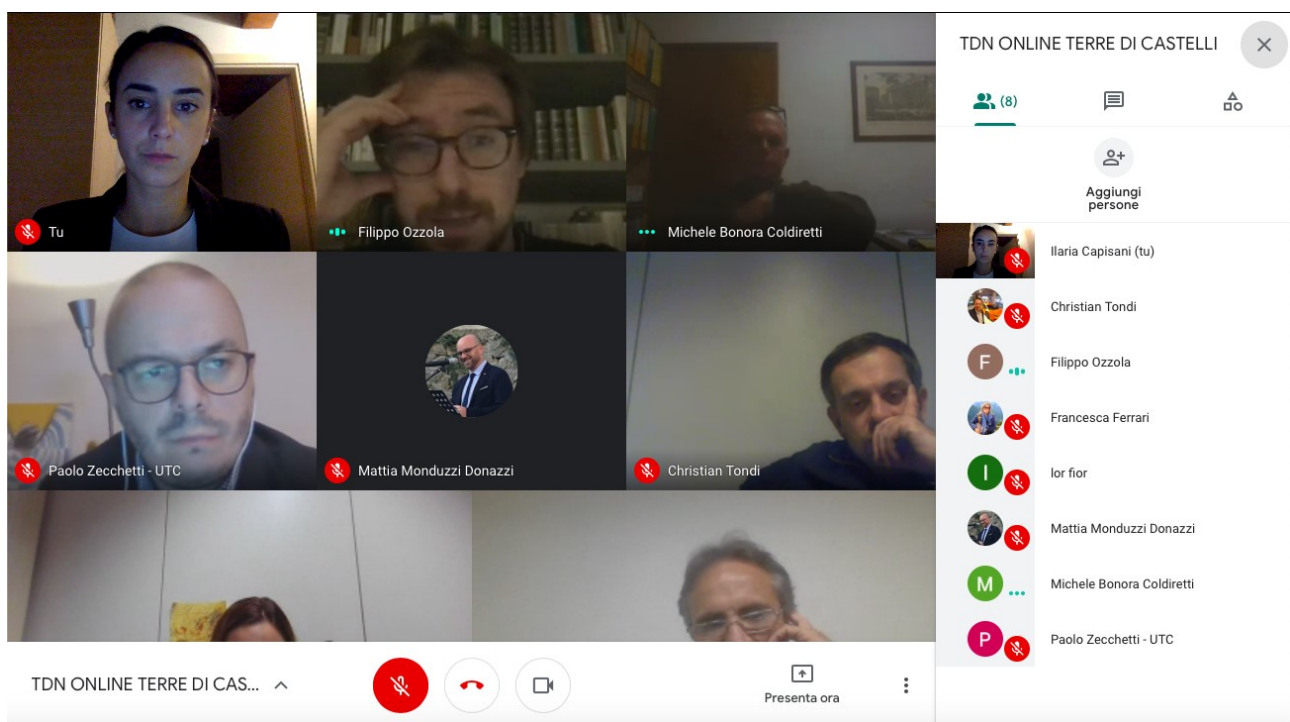 TDN ONLINE TERRE DI CASTELLI
(8)
Aggiungi
persone
Tu
Filippo Ozzola
Michele Bonora Coldiretti
Paolo Zecchetti - UTC
Mattia Monduzzi Donazzi
Christian Tondi
Ilaria Capisani (tu)
Christian Tondi
F
Filippo Ozzola
Francesca Ferrari
I
lor fior
Mattia Monduzzi Donazzi
M
Michele Bonora Coldiretti
P
Paolo Zecchetti - UTC
TDN ONLINE TERRE DI CAS...
Presenta ora